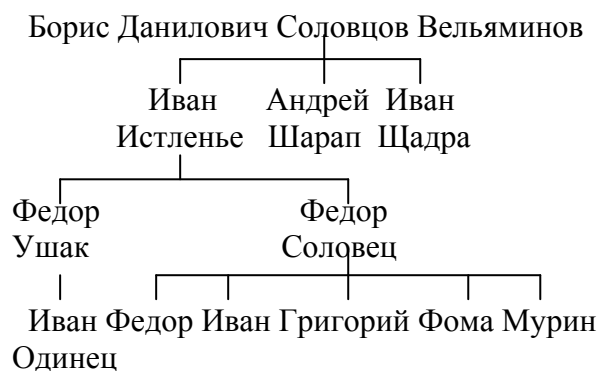 Борис Данилович Соловцов Вельяминов
Иван Андрей Иван
Истленье Шарап Щадра
Федор Федор
Ушак Соловец
Иван Федор Иван Григорий Фома Мурин
Одинец